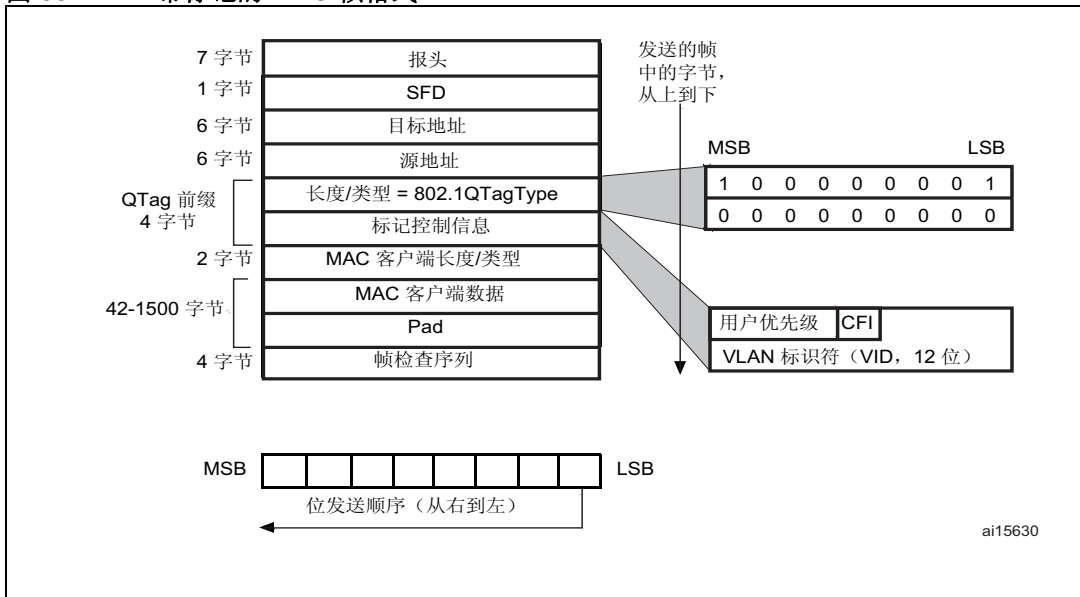 7 字节 报头
1 字节 SFD
6 字节 目标地址
6 字节 源地址
QTag 前缀
4 字节
长度/类型 = 802.1QTagType
标记控制信息
2 字节 MAC 客户端长度/类型
42-1500 字节
MAC 客户端数据
Pad
4 字节 帧检查序列
发送的帧
中的字节，
从上到下
MSB LSB
1 0 0 0 0 0 0 0 1
0 0 0 0 0 0 0 0 0
用户优先级 CFI
VLAN 标识符（VID，12 位）
MSB LSB
位发送顺序（从右到左）
ai15630